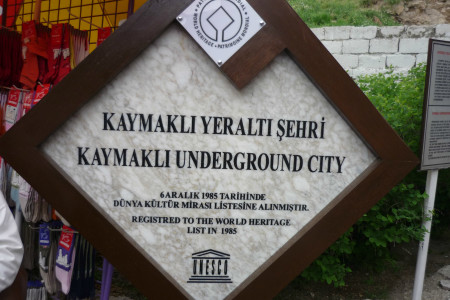 KAYMAKLI YERALTI ŞEHRİ
KAYMAKLI UNDERGROUND CITY
6 ARALIK 1985 TARİHİNDE
DÜNYA KÜLTÜR MİRASI LİSTESİNE ALINMIŞTIR.
REGISTRED TO THE WORLD HERITAGE
LIST IN 1985
UNESCO